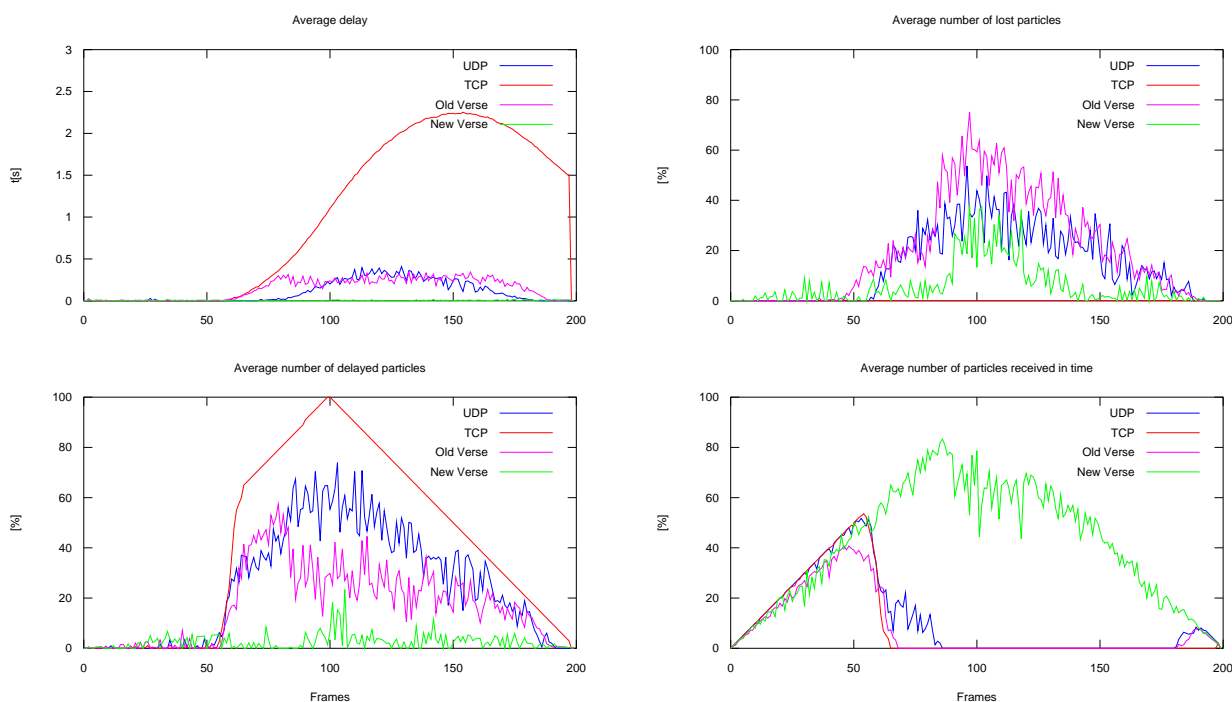 Average delay
3
2.5
2
1.5
1
0.5
0
t[s]
0 50 100 150 200
UDP
TCP
Old Verse
New Verse
Average number of lost particles
100
80
60
40
20
0
[%]
0 50 100 150 200
UDP
TCP
Old Verse
New Verse
Average number of delayed particles
100
80
60
40
20
0
[%]
0 50 100 150 200
Frames
UDP
TCP
Old Verse
New Verse
Average number of particles received in time
100
80
60
40
20
0
[%]
0 50 100 150 200
Frames
UDP
TCP
Old Verse
New Verse